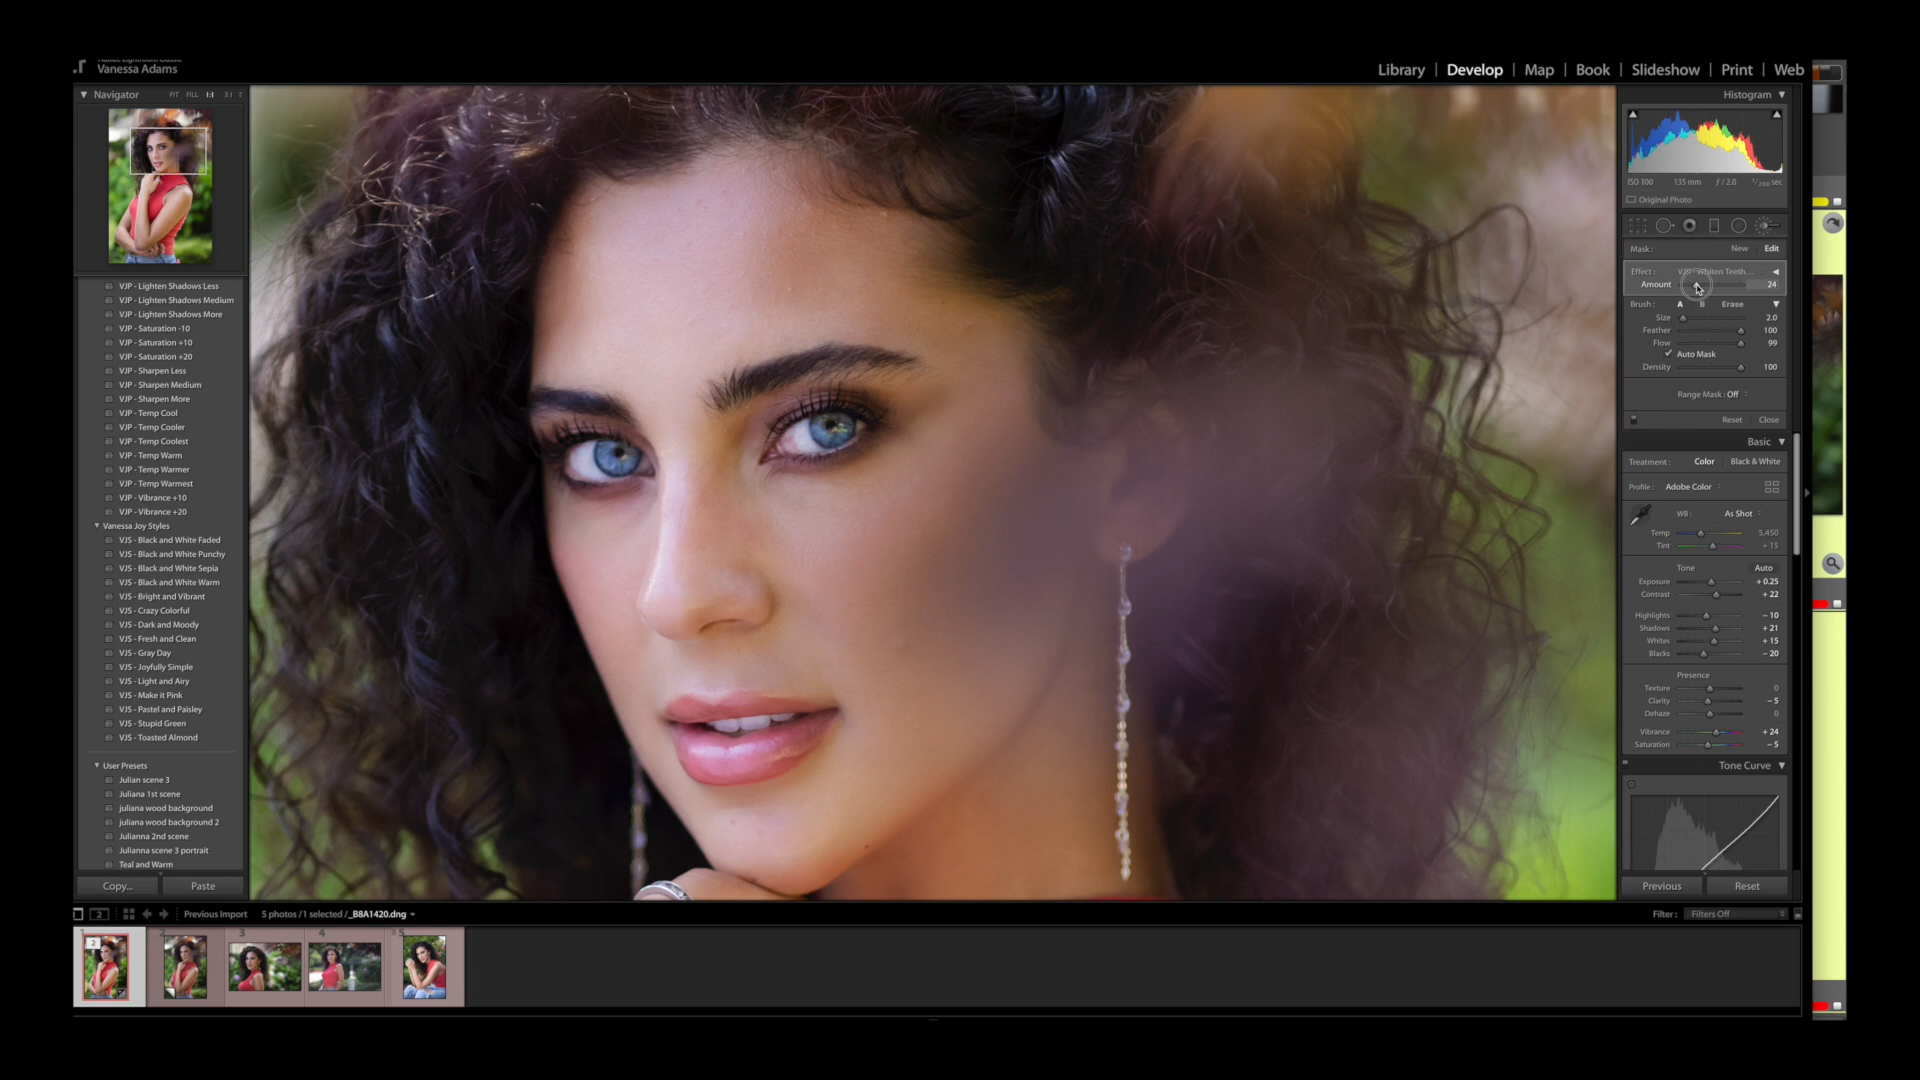 Adobe Lightroom Classic
Vanessa Adams
Library | Develop | Map | Book | Slideshow | Print | Web
Navigator FIT FILL 1:1 3:1
VJP - Lighten Shadows Less
VJP - Lighten Shadows Medium
VJP - Lighten Shadows More
VJP - Saturation -10
VJP - Saturation +10
VJP - Saturation +20
VJP - Sharpen Less
VJP - Sharpen Medium
VJP - Sharpen More
VJP - Temp Cool
VJP - Temp Cooler
VJP - Temp Coolest
VJP - Temp Warm
VJP - Temp Warmer
VJP - Temp Warmest
VJP - Vibrance +10
VJP - Vibrance +20
Vanessa Joy Styles
VJS - Black and White Faded
VJS - Black and White Punchy
VJS - Black and White Sepia
VJS - Black and White Warm
VJS - Bright and Vibrant
VJS - Crazy Colorful
VJS - Dark and Moody
VJS - Fresh and Clean
VJS - Gray Day
VJS - Joyfully Simple
VJS - Light and Airy
VJS - Make it Pink
VJS - Pastel and Paisley
VJS - Stupid Green
VJS - Toasted Almond
User Presets
Julian scene 3
Juliana 1st scene
juliana wood background
juliana wood background 2
Julianna 2nd scene
Julianna scene 3 portrait
Teal and Warm
Copy... Paste
Histogram
ISO 100 135 mm ƒ / 2.0 1/200 sec
Original Photo
Mask : New Edit
Effect : Teeth...
Amount 24
Brush : A B Erase
Size 2.0
Feather 100
Flow 99
Auto Mask
Density 100
Range Mask : Off
Reset Close
Basic
Treatment : Color Black & White
Profile : Adobe Color
WB : As Shot
Temp 5,450
Tint + 15
Tone Auto
Exposure + 0.25
Contrast + 22
Highlights – 10
Shadows + 21
Whites + 15
Blacks – 20
Presence
Texture 0
Clarity – 5
Dehaze 0
Vibrance + 24
Saturation – 5
Tone Curve
Previous Reset
2 Previous Import 5 photos / 1 selected / _B8A1420.dng
Filter : Filters Off
1 2 3 4 5
2